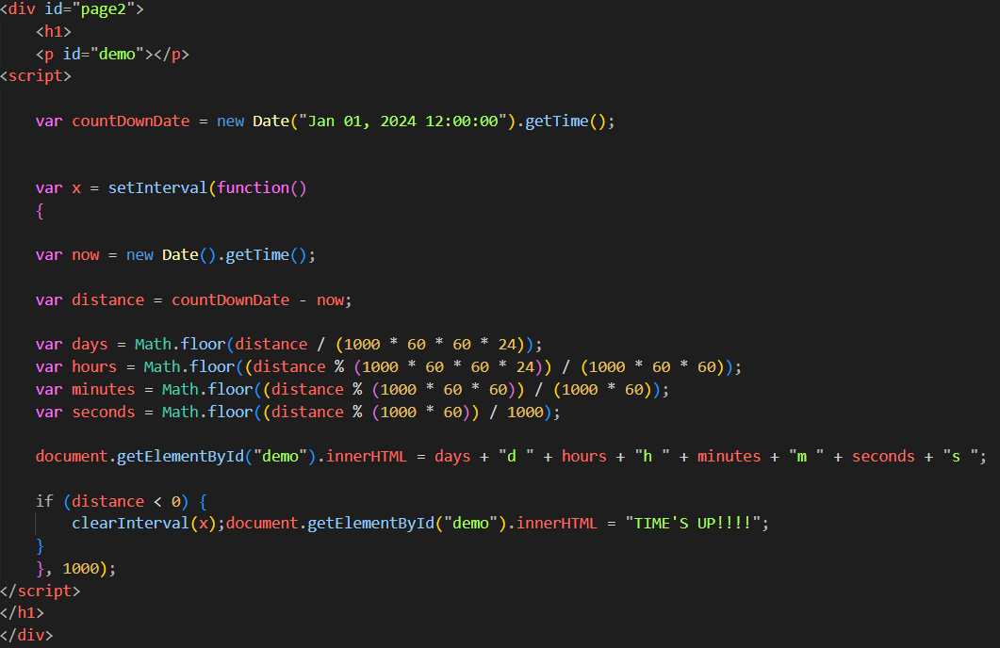 <div id="page2">
    <h1>
    <p id="demo"></p>
<script>
    var countDownDate = new Date("Jan 01, 2024 12:00:00").getTime();
    var x = setInterval(function()
    {
    var now = new Date().getTime();
    var distance = countDownDate - now;
    var days = Math.floor(distance / (1000 * 60 * 60 * 24));
    var hours = Math.floor((distance % (1000 * 60 * 60 * 24)) / (1000 * 60 * 60));
    var minutes = Math.floor((distance % (1000 * 60 * 60)) / (1000 * 60));
    var seconds = Math.floor((distance % (1000 * 60)) / 1000);
    document.getElementById("demo").innerHTML = days + "d " + hours + "h " + minutes + "m " + seconds + "s ";
    if (distance < 0) {
        clearInterval(x);document.getElementById("demo").innerHTML = "TIME'S UP!!!!";
    }
    }, 1000);
</script>
</h1>
</div>